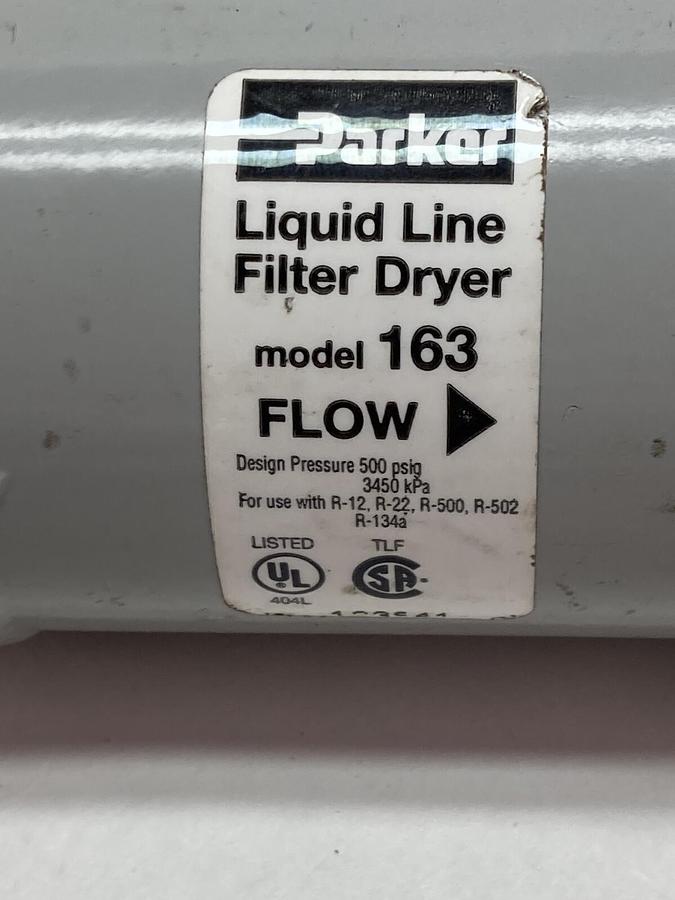 Parker
Liquid Line
Filter Dryer
model 163
FLOW
Design Pressure 500 psig
3450 kPa
For use with R-12, R-22, R-500, R-502
R-134a
LISTED TLF
UL ® SA
404L